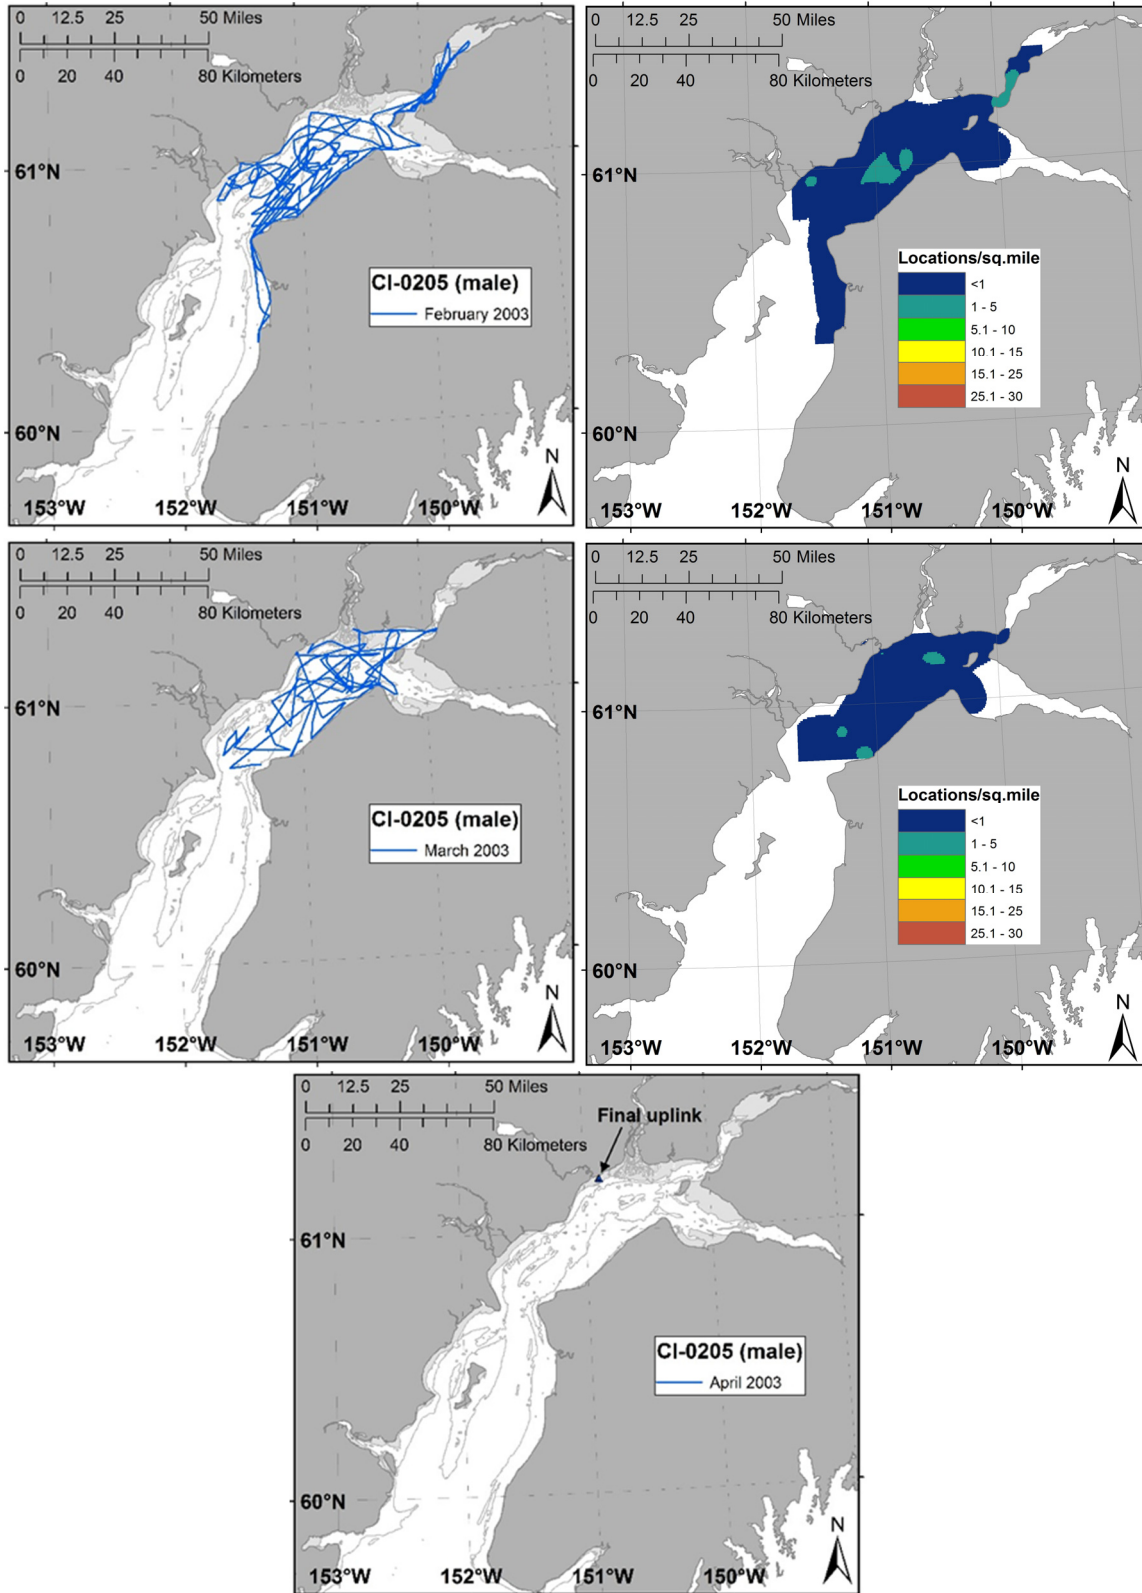 0 12.5 25 50 Miles
0 20 40 80 Kilometers
61°N
CI-0205 (male)
February 2003
60°N
N
153°W 152°W 151°W 150°W
0 12.5 25 50 Miles
0 20 40 80 Kilometers
61°N
Locations/sq.mile
<1
1 - 5
5.1 - 10
10.1 - 15
15.1 - 25
25.1 - 30
60°N
N
153°W 152°W 151°W 150°W
0 12.5 25 50 Miles
0 20 40 80 Kilometers
61°N
CI-0205 (male)
March 2003
60°N
N
153°W 152°W 151°W 150°W
0 12.5 25 50 Miles
0 20 40 80 Kilometers
61°N
Locations/sq.mile
<1
1 - 5
5.1 - 10
10.1 - 15
15.1 - 25
25.1 - 30
60°N
N
153°W 152°W 151°W 150°W
0 12.5 25 50 Miles
0 20 40 80 Kilometers
Final uplink
61°N
CI-0205 (male)
April 2003
60°N
N
153°W 152°W 151°W 150°W